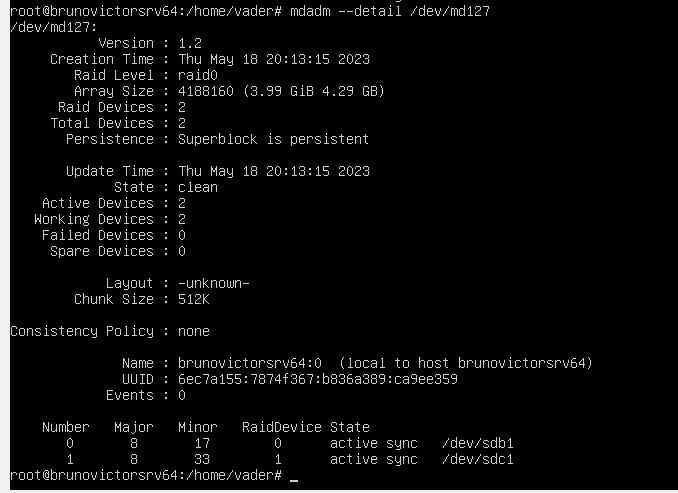 root@brunovictorsrv64:/home/vader# mdadm --detail /dev/md127
/dev/md127:
Version : 1.2
Creation Time : Thu May 18 20:13:15 2023
Raid Level : raid0
Array Size : 4188160 (3.99 GiB 4.29 GB)
Raid Devices : 2
Total Devices : 2
Persistence : Superblock is persistent
Update Time : Thu May 18 20:13:15 2023
State : clean
Active Devices : 2
Working Devices : 2
Failed Devices : 0
Spare Devices : 0
Layout : -unknown-
Chunk Size : 512K
Consistency Policy : none
Name : brunovictorsrv64:0 (local to host brunovictorsrv64)
UUID : 6ec7a155:7874f367:b836a389:ca9ee359
Events : 0
Number Major Minor RaidDevice State
0 8 17 0 active sync /dev/sdb1
1 8 33 1 active sync /dev/sdc1
root@brunovictorsrv64:/home/vader# _